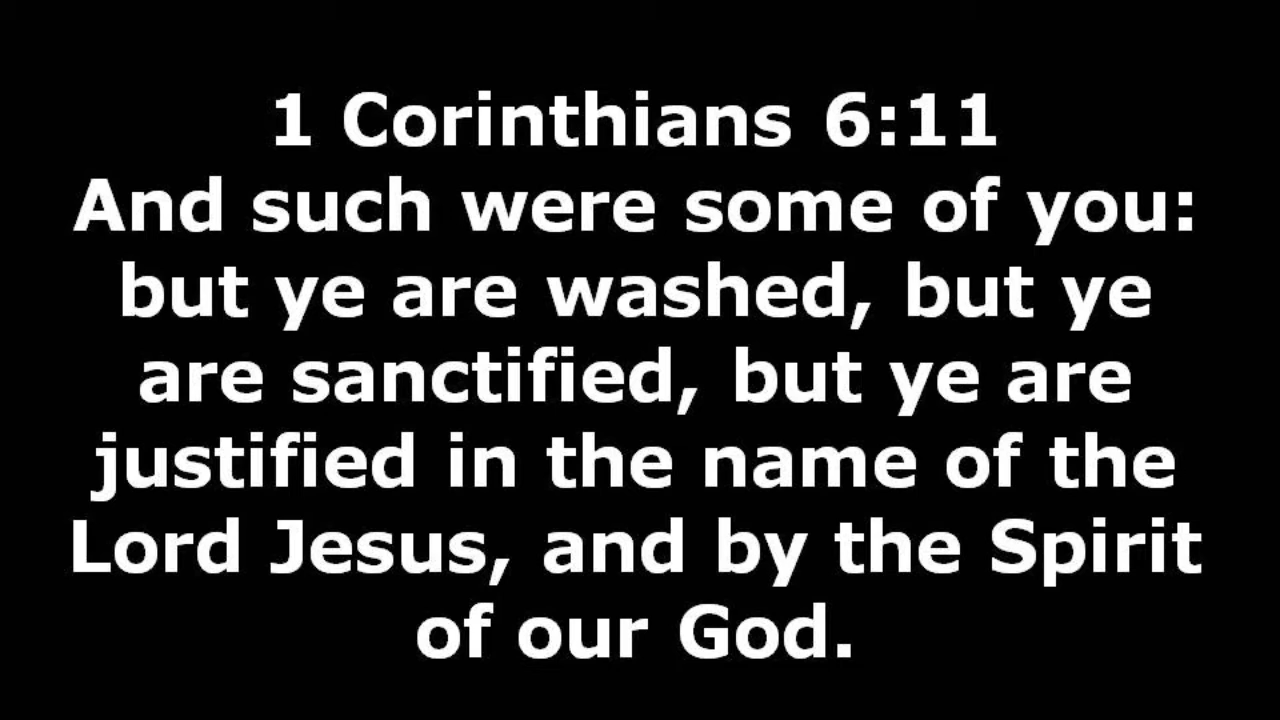 1 Corinthians 6:11
And such were some of you:
but ye are washed, but ye
are sanctified, but ye are
justified in the name of the
Lord Jesus, and by the Spirit
of our God.